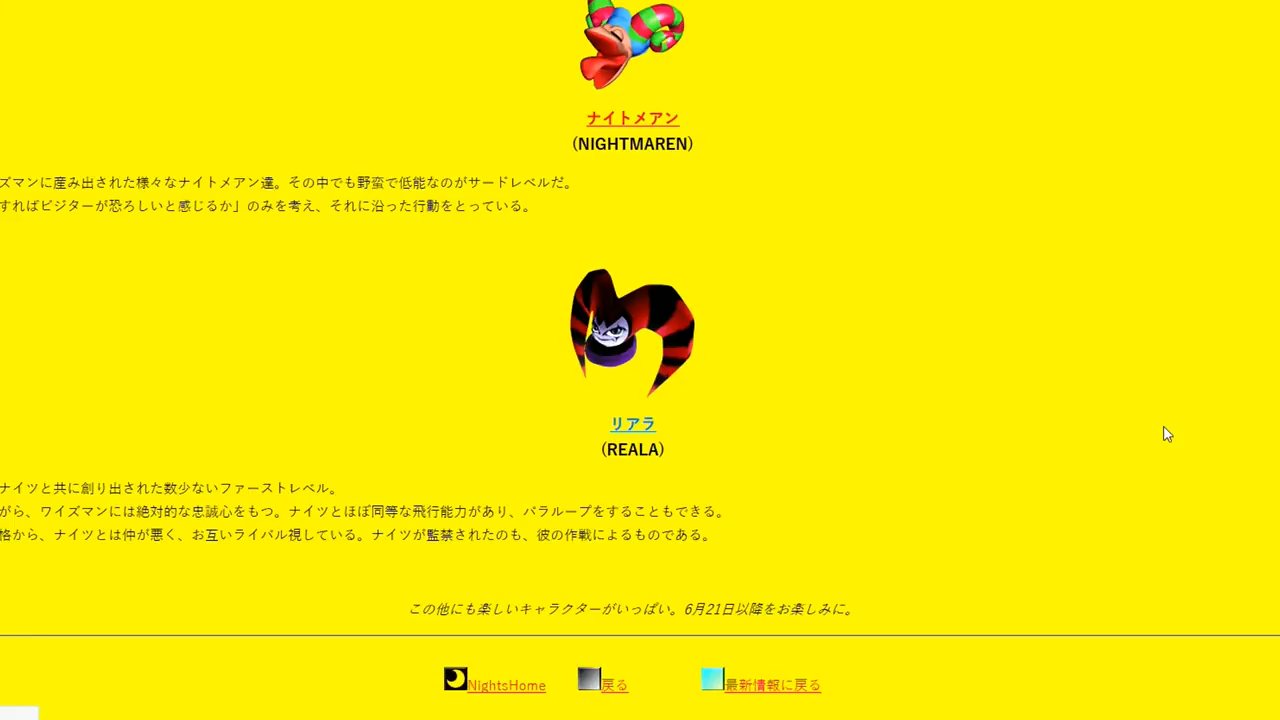 ナイトメアン
(NIGHTMAREN)
ズマンに産み出された様々なナイトメアン達。その中でも野蛮で低能なのがサードレベルだ。
すればビジターが恐ろしいと感じるか」のみを考え、それに沿った行動をとっている。
リアラ
(REALA)
ナイツと共に創り出された数少ないファーストレベル。
がら、ワイズマンには絶対的な忠誠心をもつ。ナイツとほぼ同等な飛行能力があり、パラループをすることもできる。
格から、ナイツとは仲が悪く、お互いライバル視している。ナイツが監禁されたのも、彼の作戦によるものである。
この他にも楽しいキャラクターがいっぱい。6月21日以降をお楽しみに。
NightsHome 戻る 最新情報に戻る